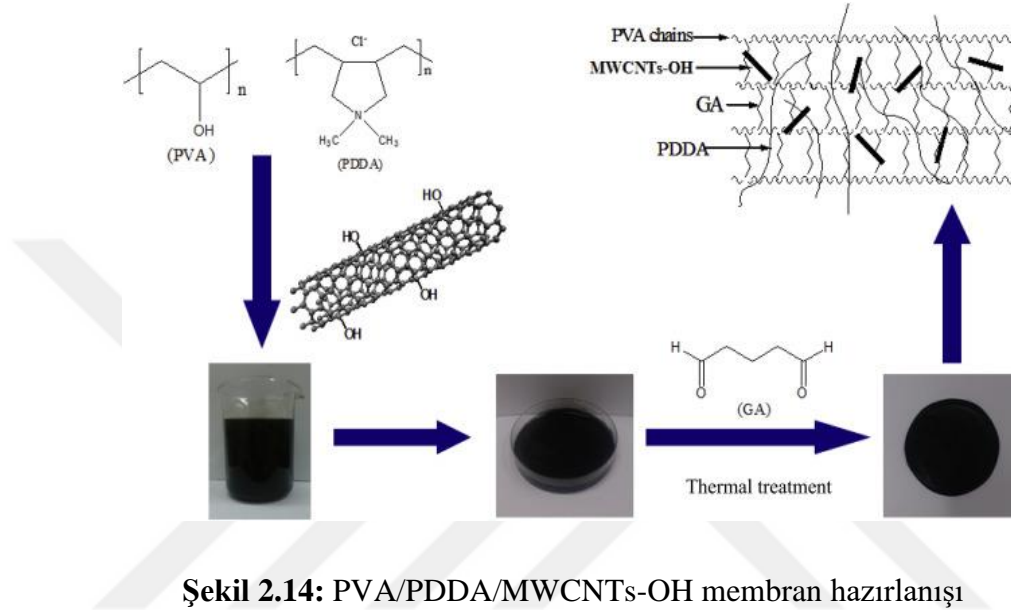 Cl⁻
n
n
OH
N
H₃C CH₃
(PVA)
(PDDA)
PVA chains
MWCNTs-OH
GA
PDDA
HO
HO
OH
OH
H H
O O
(GA)
Thermal treatment
Şekil 2.14: PVA/PDDA/MWCNTs-OH membran hazırlanışı